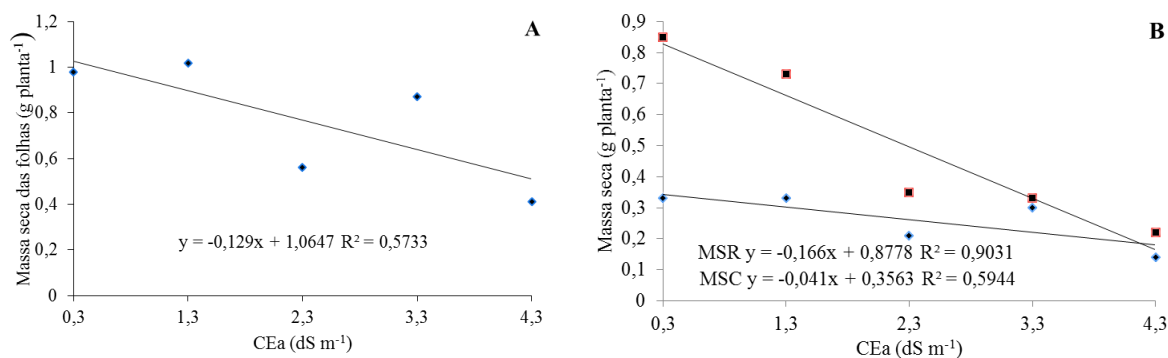 A
Massa seca das folhas (g planta⁻¹)
1,2
1
0,8
0,6
0,4
0,2
0
y = -0,129x + 1,0647 R² = 0,5733
0,3 1,3 2,3 3,3 4,3
CEa (dS m⁻¹)
B
Massa seca (g planta⁻¹)
0,9
0,8
0,7
0,6
0,5
0,4
0,3
0,2
0,1
0
MSR y = -0,166x + 0,8778 R² = 0,9031
MSC y = -0,041x + 0,3563 R² = 0,5944
0,3 1,3 2,3 3,3 4,3
CEa (dS m⁻¹)